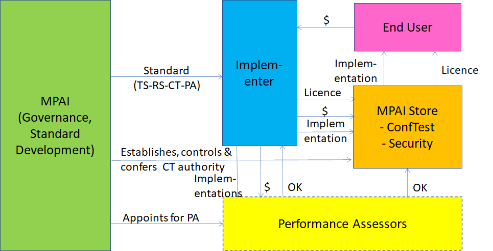 MPAI
(Governance,
Standard
Development)
Standard
(TS-RS-CT-PA)
Establishes, controls &
confers CT authority
Appoints for PA
Implem-
enter
$
End User
Implem-
entation
Licence
Licence
$
Implem
entation
MPAI Store
- ConfTest
- Security
Implem-
entations
$
OK
OK
Performance Assessors